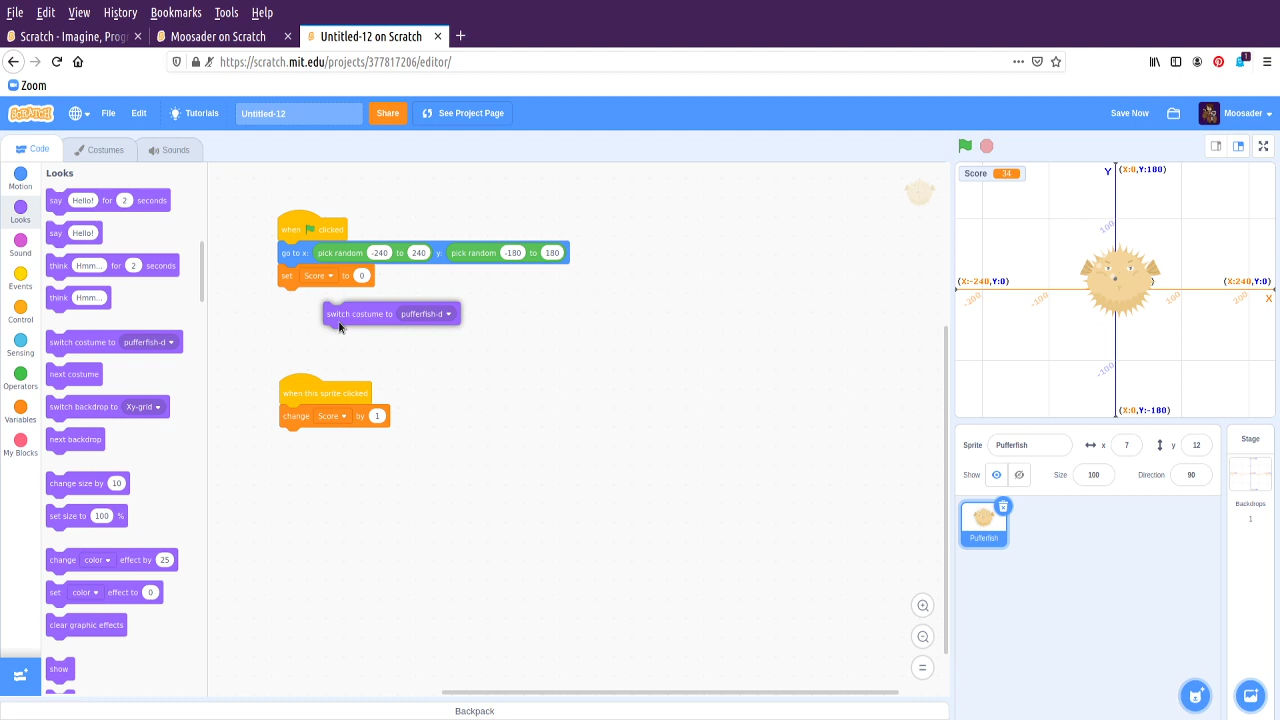 File Edit View History Bookmarks Tools Help
Scratch - Imagine, Prog
Moosader on Scratch
Untitled-12 on Scratch
https://scratch.mit.edu/projects/377817206/editor/
Zoom
SCRATCH File Edit Tutorials Untitled-12 Share See Project Page Save Now Moosader
Code Costumes Sounds
Motion
Looks
Sound
Events
Control
Sensing
Operators
Variables
My Blocks
Looks
say Hello! for 2 seconds
say Hello!
think Hmm... for 2 seconds
think Hmm...
switch costume to pufferfish-d
next costume
switch backdrop to Xy-grid
next backdrop
change size by 10
set size to 100 %
change color effect by 25
set color effect to 0
clear graphic effects
show
when clicked
go to x: pick random -240 to 240 y: pick random -180 to 180
set Score to 0
switch costume to pufferfish-d
when this sprite clicked
change Score by 1
Backpack
Score 34
Y (X:0,Y:180)
100
(X:-240,Y:0) (X:240,Y:0)
-200 -100 100 200 X
-100
(X:0,Y:-180)
Sprite Pufferfish x 7 y 12
Show Size 100 Direction 90
Pufferfish
Stage
Backdrops
1
1